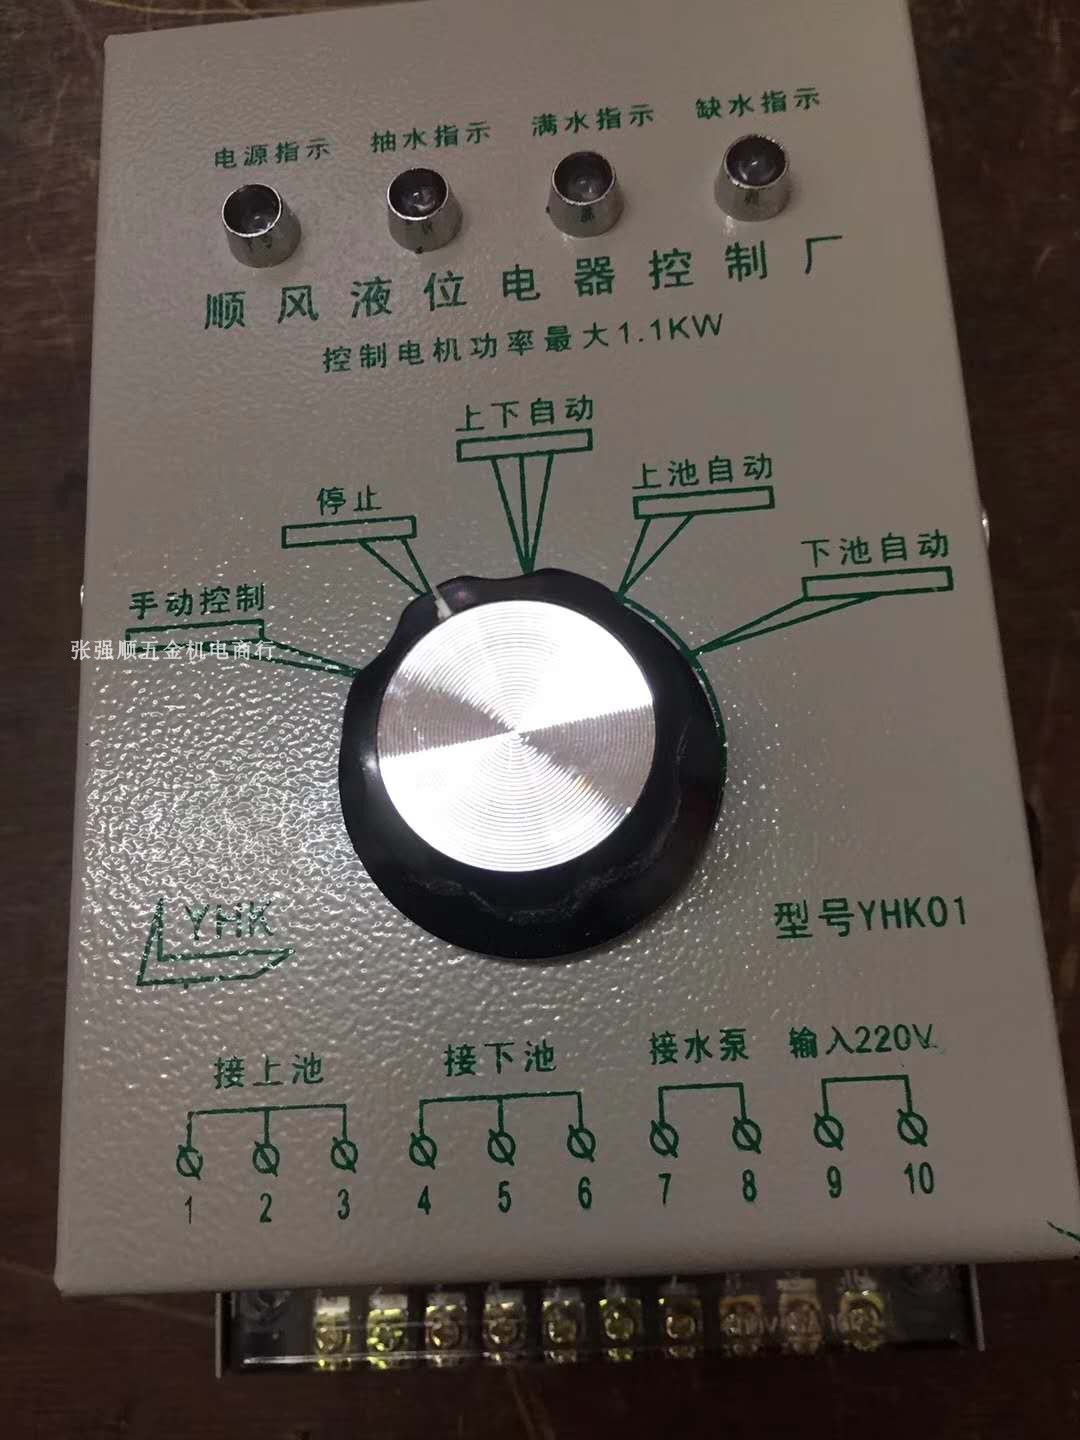 电源指示 抽水指示 满水指示 缺水指示
顺风液位电器控制厂
控制电机功率最大1.1KW
上下自动
停止
上池自动
下池自动
手动控制
张强顺五金机电商行
YHK
型号YHK01
接上池 接下池 接水泵 输入220V
1 2 3 4 5 6 7 8 9 10